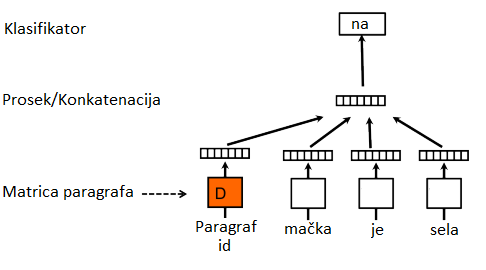 Klasifikator
na
Prosek/Konkatenacija
Matrica paragrafa
D
Paragraf
id
mačka
je
sela